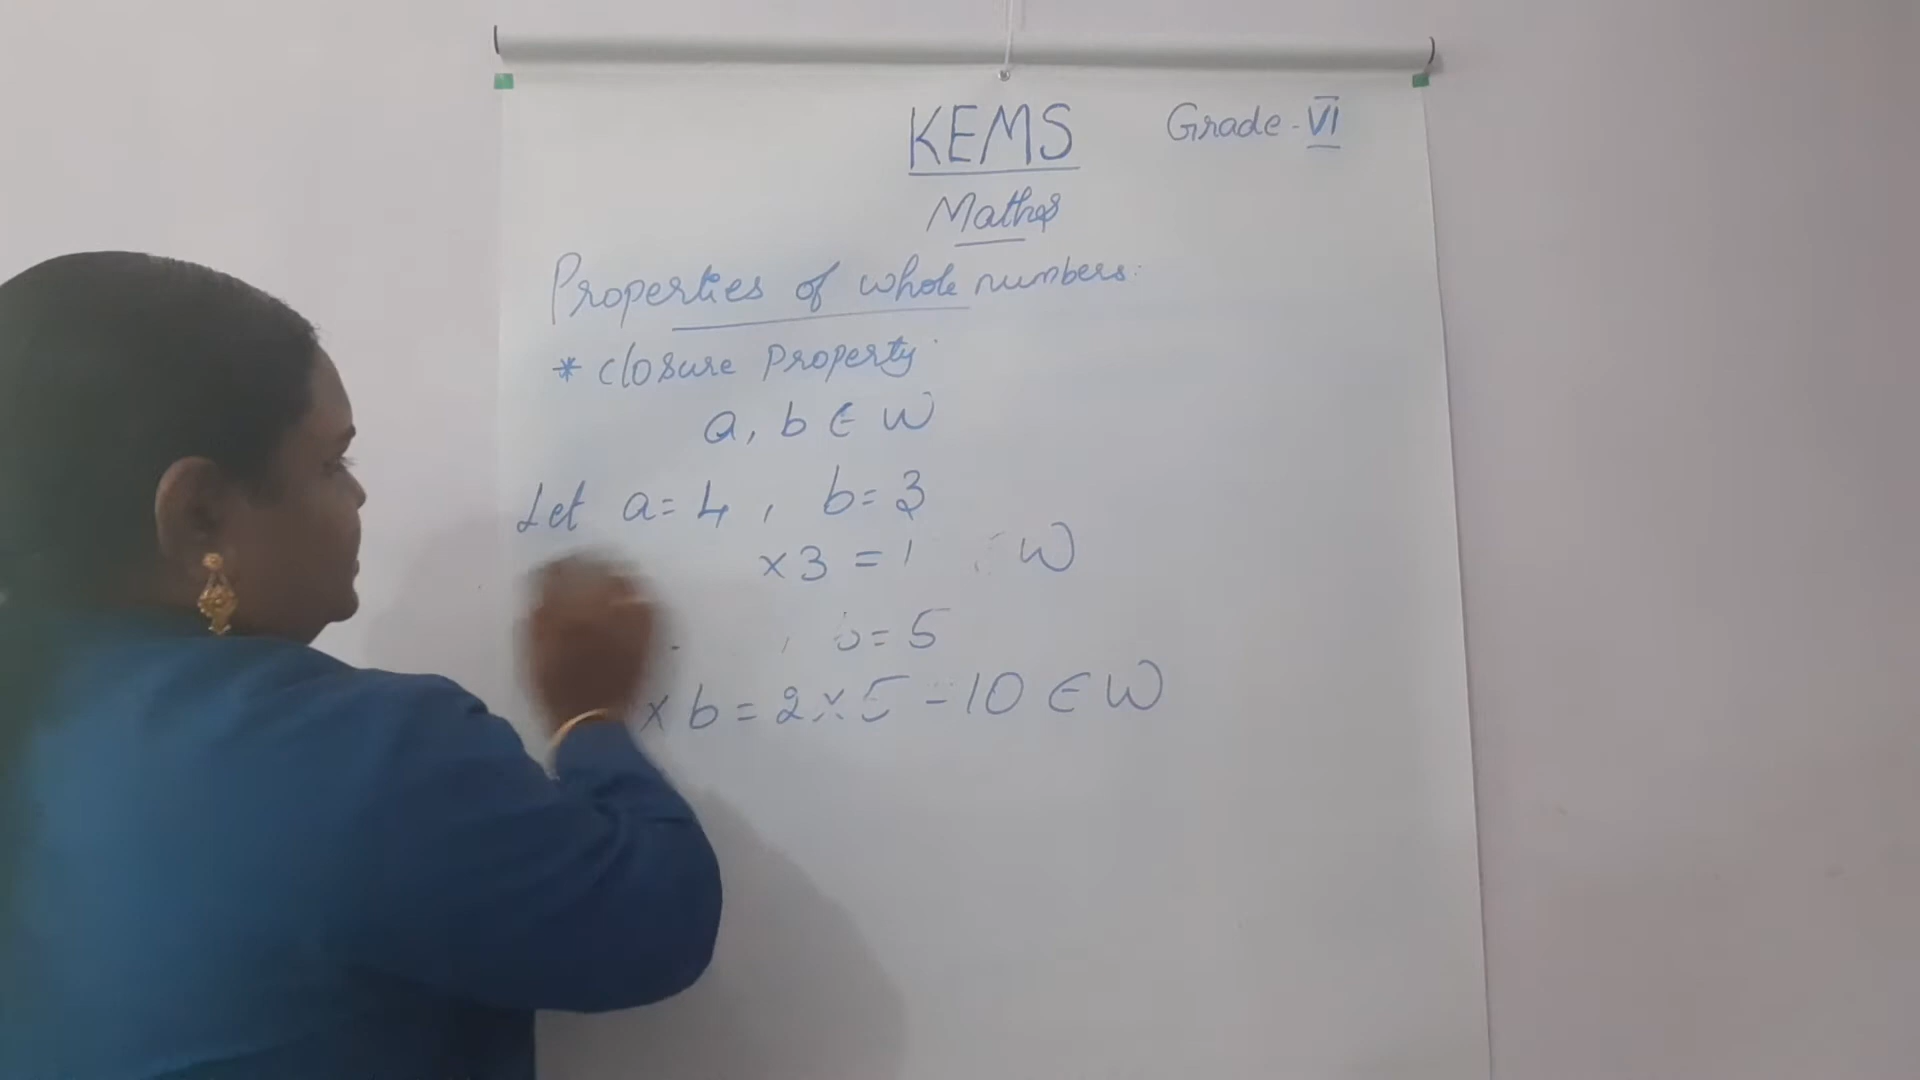 KEMS Grade - VI
Maths
Properties of whole numbers:
* closure property
a, b ∈ W
Let a = 4 , b = 3
× 3 = 1 W
, b = 5
× b = 2 × 5 = 10 ∈ W